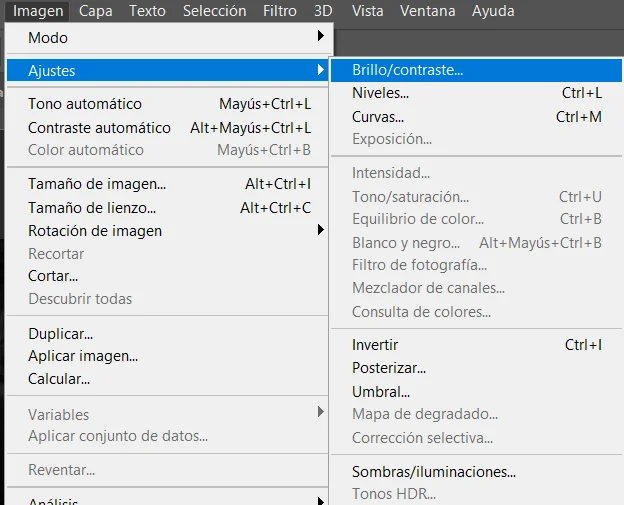 Imagen Capa Texto Selección Filtro 3D Vista Ventana Ayuda
Modo
Ajustes
Tono automático Mayús+Ctrl+L
Contraste automático Alt+Mayús+Ctrl+L
Color automático Mayús+Ctrl+B
Tamaño de imagen... Alt+Ctrl+I
Tamaño de lienzo... Alt+Ctrl+C
Rotación de imagen
Recortar
Cortar...
Descubrir todas
Duplicar...
Aplicar imagen...
Calcular...
Variables
Aplicar conjunto de datos...
Reventar...
Análisis
Brillo/contraste...
Niveles... Ctrl+L
Curvas... Ctrl+M
Exposición...
Intensidad...
Tono/saturación... Ctrl+U
Equilibrio de color... Ctrl+B
Blanco y negro... Alt+Mayús+Ctrl+B
Filtro de fotografía...
Mezclador de canales...
Consulta de colores...
Invertir Ctrl+I
Posterizar...
Umbral...
Mapa de degradado...
Corrección selectiva...
Sombras/iluminaciones...
Tonos HDR...